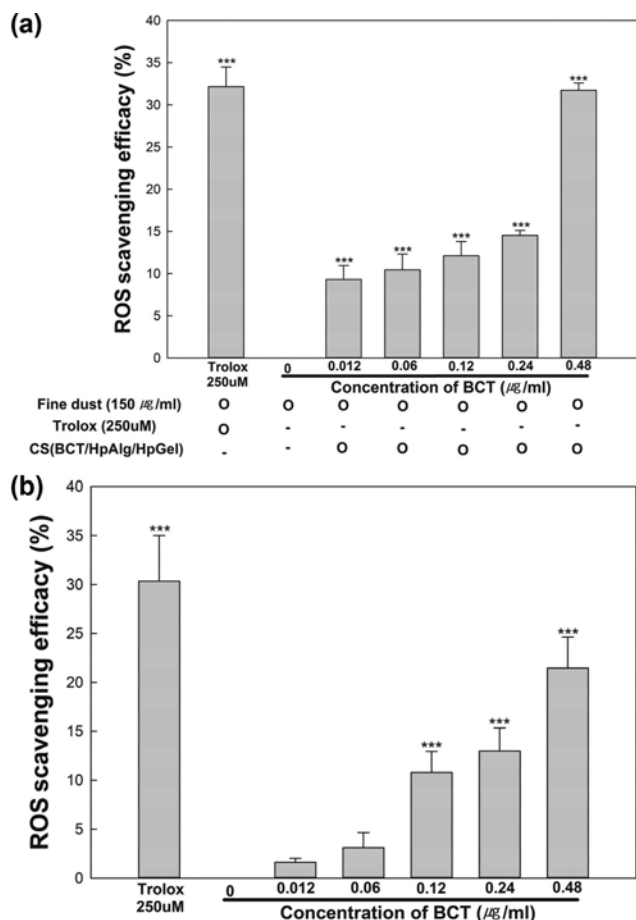 (a)
ROS scavenging efficacy (%)
40
35
30
25
20
15
10
5
0
***
***
***
***
***
***
Trolox
250uM
0 0.012 0.06 0.12 0.24 0.48
Concentration of BCT (㎍/ml)
Fine dust (150 ㎍/ml) O O O O O O O
Trolox (250uM) O - - - - - -
CS(BCT/HpAlg/HpGel) - - O O O O O
(b)
ROS scavenging efficacy (%)
40
35
30
25
20
15
10
5
0
***
***
***
***
Trolox
250uM
0 0.012 0.06 0.12 0.24 0.48
Concentration of BCT (㎍/ml)